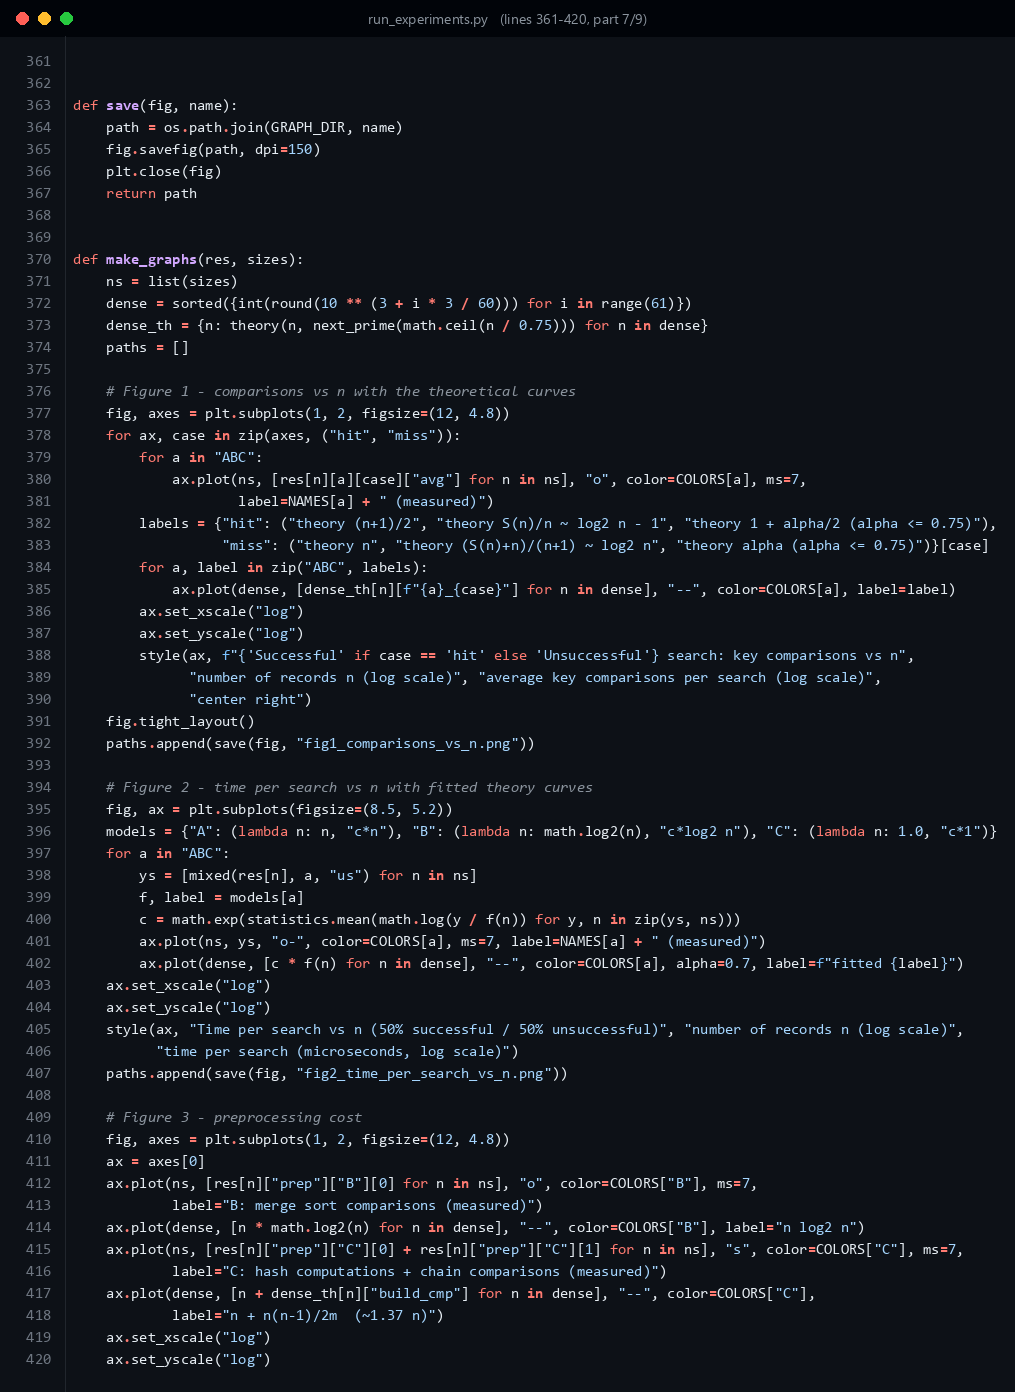 run_experiments.py (lines 361-420, part 7/9)
361
362
363 def save(fig, name):
364     path = os.path.join(GRAPH_DIR, name)
365     fig.savefig(path, dpi=150)
366     plt.close(fig)
367     return path
368
369
370 def make_graphs(res, sizes):
371     ns = list(sizes)
372     dense = sorted({int(round(10 ** (3 + i * 3 / 60))) for i in range(61)})
373     dense_th = {n: theory(n, next_prime(math.ceil(n / 0.75))) for n in dense}
374     paths = []
375
376     # Figure 1 - comparisons vs n with the theoretical curves
377     fig, axes = plt.subplots(1, 2, figsize=(12, 4.8))
378     for ax, case in zip(axes, ("hit", "miss")):
379         for a in "ABC":
380             ax.plot(ns, [res[n][a][case]["avg"] for n in ns], "o", color=COLORS[a], ms=7,
381                     label=NAMES[a] + " (measured)")
382         labels = {"hit": ("theory (n+1)/2", "theory S(n)/n ~ log2 n - 1", "theory 1 + alpha/2 (alpha <= 0.75)"),
383                   "miss": ("theory n", "theory (S(n)+n)/(n+1) ~ log2 n", "theory alpha (alpha <= 0.75)")}[case]
384         for a, label in zip("ABC", labels):
385             ax.plot(dense, [dense_th[n][f"{a}_{case}"] for n in dense], "--", color=COLORS[a], label=label)
386         ax.set_xscale("log")
387         ax.set_yscale("log")
388         style(ax, f"{'Successful' if case == 'hit' else 'Unsuccessful'} search: key comparisons vs n",
389               "number of records n (log scale)", "average key comparisons per search (log scale)",
390               "center right")
391     fig.tight_layout()
392     paths.append(save(fig, "fig1_comparisons_vs_n.png"))
393
394     # Figure 2 - time per search vs n with fitted theory curves
395     fig, ax = plt.subplots(figsize=(8.5, 5.2))
396     models = {"A": (lambda n: n, "c*n"), "B": (lambda n: math.log2(n), "c*log2 n"), "C": (lambda n: 1.0, "c*1")}
397     for a in "ABC":
398         ys = [mixed(res[n], a, "us") for n in ns]
399         f, label = models[a]
400         c = math.exp(statistics.mean(math.log(y / f(n)) for y, n in zip(ys, ns)))
401         ax.plot(ns, ys, "o-", color=COLORS[a], ms=7, label=NAMES[a] + " (measured)")
402         ax.plot(dense, [c * f(n) for n in dense], "--", color=COLORS[a], alpha=0.7, label=f"fitted {label}")
403     ax.set_xscale("log")
404     ax.set_yscale("log")
405     style(ax, "Time per search vs n (50% successful / 50% unsuccessful)", "number of records n (log scale)",
406           "time per search (microseconds, log scale)")
407     paths.append(save(fig, "fig2_time_per_search_vs_n.png"))
408
409     # Figure 3 - preprocessing cost
410     fig, axes = plt.subplots(1, 2, figsize=(12, 4.8))
411     ax = axes[0]
412     ax.plot(ns, [res[n]["prep"]["B"][0] for n in ns], "o", color=COLORS["B"], ms=7,
413             label="B: merge sort comparisons (measured)")
414     ax.plot(dense, [n * math.log2(n) for n in dense], "--", color=COLORS["B"], label="n log2 n")
415     ax.plot(ns, [res[n]["prep"]["C"][0] + res[n]["prep"]["C"][1] for n in ns], "s", color=COLORS["C"], ms=7,
416             label="C: hash computations + chain comparisons (measured)")
417     ax.plot(dense, [n + dense_th[n]["build_cmp"] for n in dense], "--", color=COLORS["C"],
418             label="n + n(n-1)/2m  (~1.37 n)")
419     ax.set_xscale("log")
420     ax.set_yscale("log")